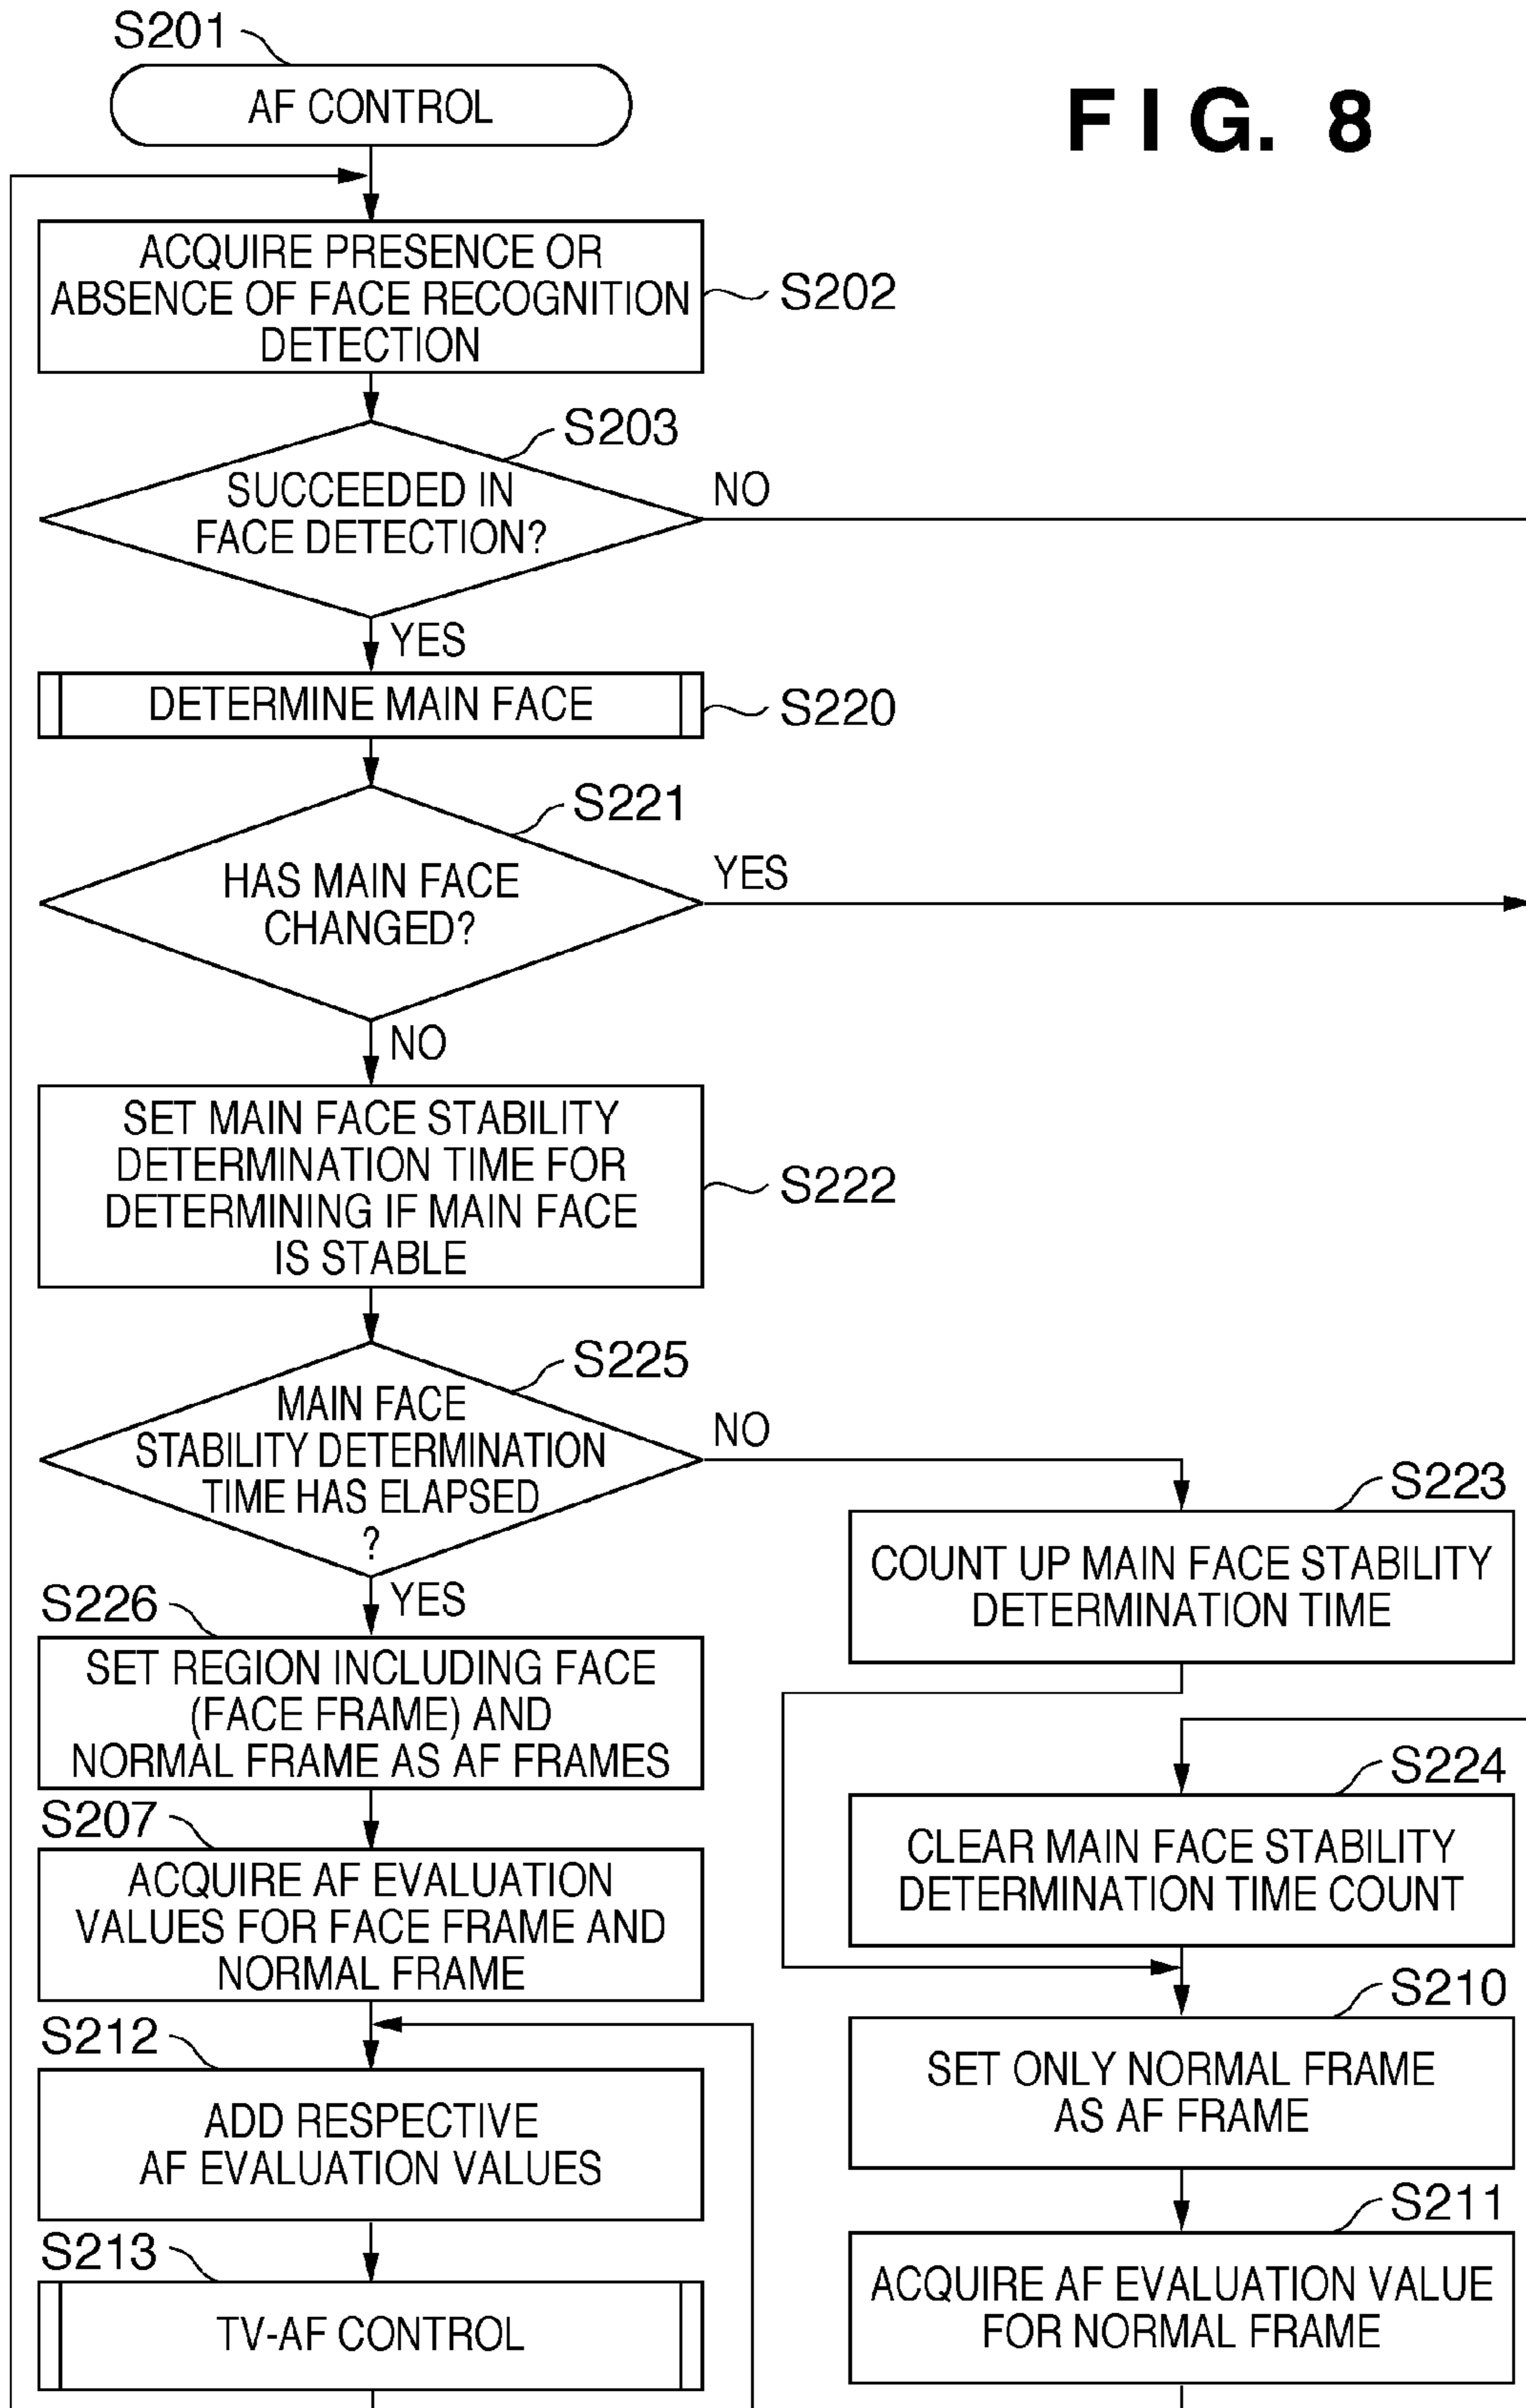 S201
AF CONTROL
FIG. 8
ACQUIRE PRESENCE OR
ABSENCE OF FACE RECOGNITION
DETECTION
S202
S203
SUCCEEDED IN
FACE DETECTION?
NO
YES
DETERMINE MAIN FACE
S220
S221
HAS MAIN FACE
CHANGED?
YES
NO
SET MAIN FACE STABILITY
DETERMINATION TIME FOR
DETERMINING IF MAIN FACE
IS STABLE
S222
S225
MAIN FACE
STABILITY DETERMINATION
TIME HAS ELAPSED
?
NO
YES
S223
COUNT UP MAIN FACE STABILITY
DETERMINATION TIME
S226
SET REGION INCLUDING FACE
(FACE FRAME) AND
NORMAL FRAME AS AF FRAMES
S224
CLEAR MAIN FACE STABILITY
DETERMINATION TIME COUNT
S207
ACQUIRE AF EVALUATION
VALUES FOR FACE FRAME AND
NORMAL FRAME
S210
SET ONLY NORMAL FRAME
AS AF FRAME
S212
ADD RESPECTIVE
AF EVALUATION VALUES
S211
ACQUIRE AF EVALUATION VALUE
FOR NORMAL FRAME
S213
TV-AF CONTROL